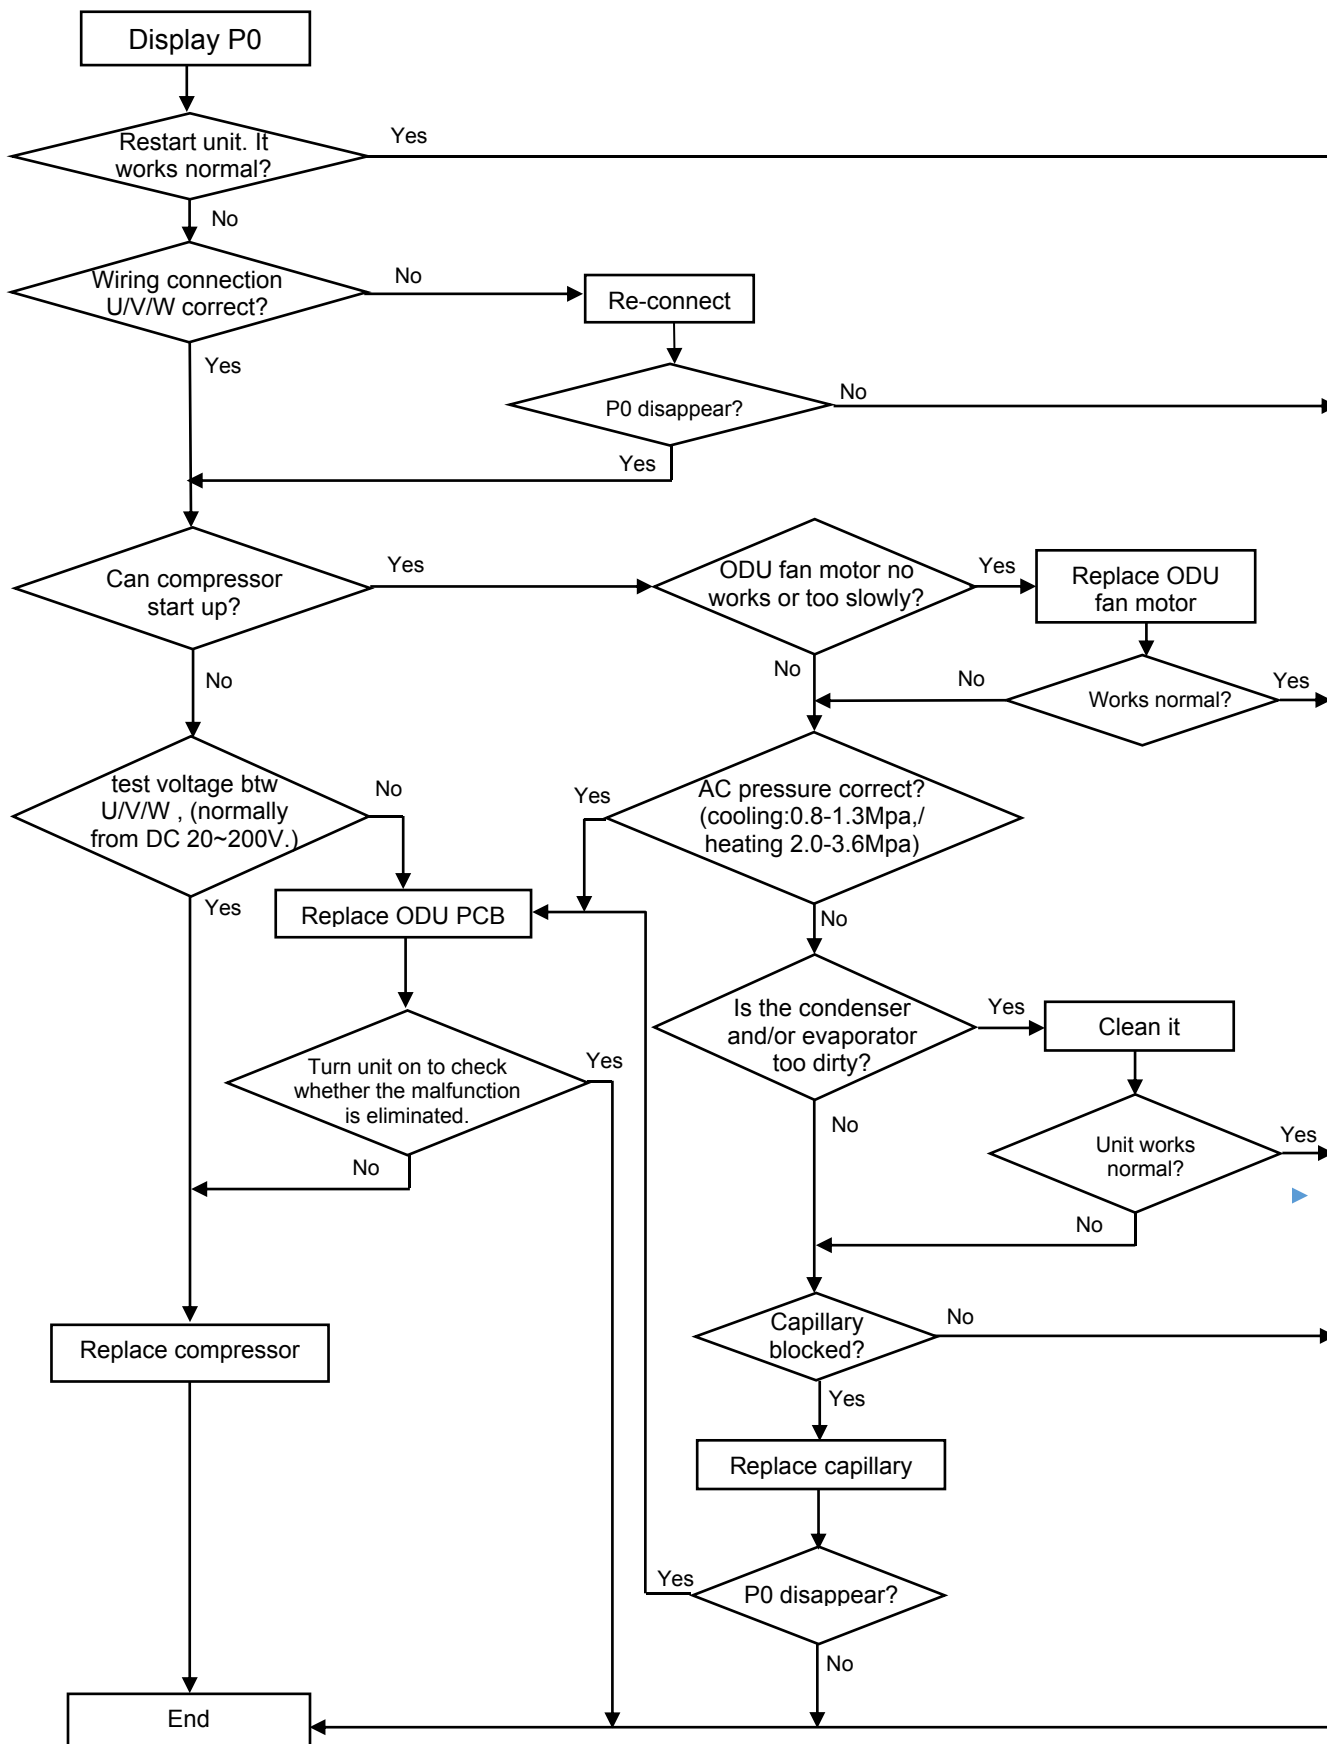 Display P0
Restart unit. It
works normal?
Yes
No
Wiring connection
U/V/W correct?
No
Re-connect
Yes
P0 disappear?
No
Yes
Can compressor
start up?
Yes
ODU fan motor no
works or too slowly?
Yes
Replace ODU
fan motor
No
No
No
Works normal?
Yes
test voltage btw
U/V/W , (normally
from DC 20~200V.)
No
Yes
AC pressure correct?
(cooling:0.8-1.3Mpa,/
heating 2.0-3.6Mpa)
Yes
Replace ODU PCB
No
Is the condenser
and/or evaporator
too dirty?
Yes
Clean it
Turn unit on to check
whether the malfunction
is eliminated.
Yes
No
No
Unit works
normal?
Yes
No
Capillary
blocked?
No
Replace compressor
Yes
Replace capillary
Yes
P0 disappear?
No
End